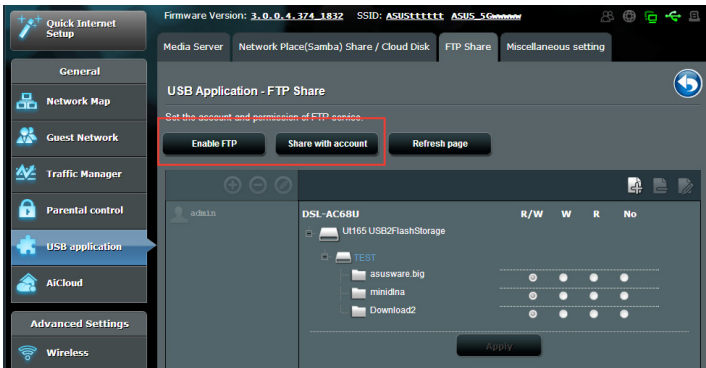 Quick Internet
Setup
Firmware Version: 3.0.0.4.374_1832 SSID: ASUSttttt ASUS_5Gwwwww
Media Server Network Place(Samba) Share / Cloud Disk FTP Share Miscellaneous setting
General
Network Map
Guest Network
Traffic Manager
Parental control
USB application
AiCloud
Advanced Settings
Wireless
USB Application - FTP Share
Set the account and permission of FTP service.
Enable FTP Share with account Refresh page
admin
DSL-AC68U R/W W R No
Ut165 USB2FlashStorage
TEST
asusware.big
minidlna
Download2
Apply